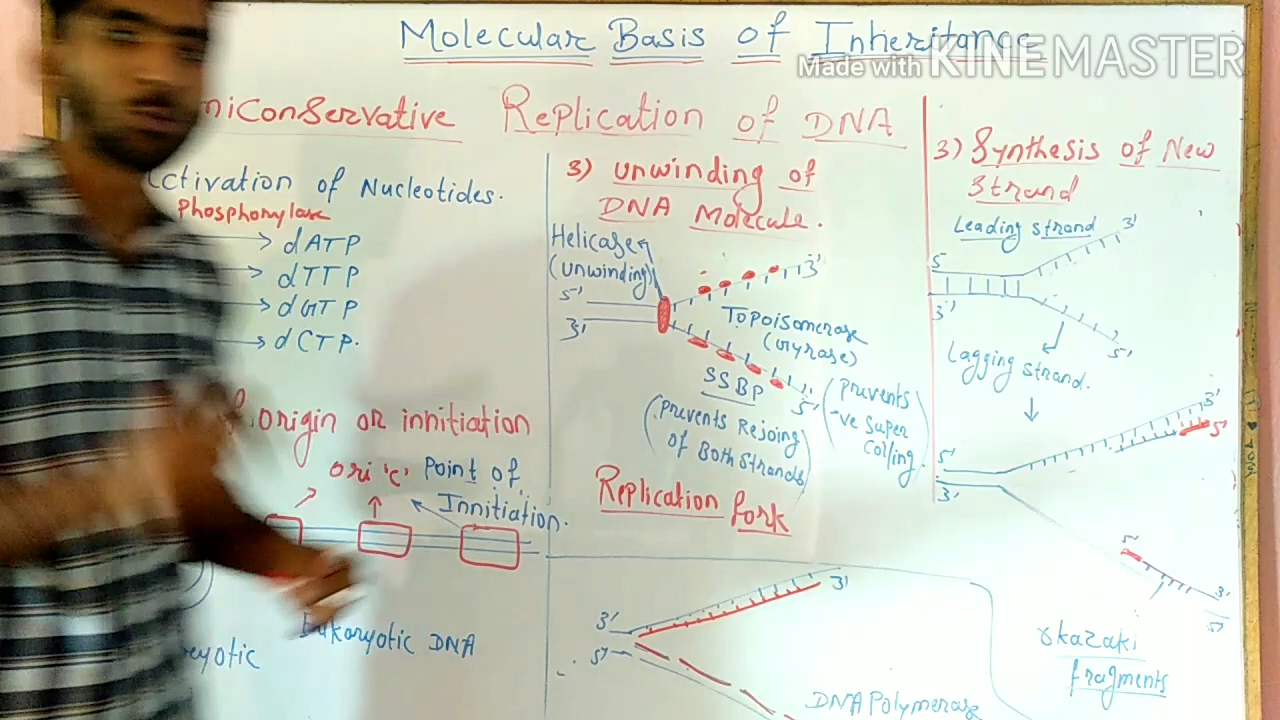 Molecular Basis of Inheritance
Made with KINEMASTER
miConservative Replication of DNA
ctivation of Nucleotides.
Phosphorylase
→ dATP
→ dTTP
→ dGTP
→ dCTP.
origin or innitiation
ori 'c' Point of
Innitiation.
Eukaryotic DNA
3) Unwinding of
DNA Molecule.
Helicase
(unwinding)
5'
3'
3'
Topoisomerase
(Gyrase)
SSBP
5'
(Prevents Rejoing
of Both Strands)
(Prevents
-ve Super
Coiling)
Replication fork
3'
3'
5'
DNA Polymerase
3) Synthesis of New
Strand
Leading Strand
3'
5
3'
5'
Lagging strand.
3'
5'
5'
3'
5'
3'
5'
Okazaki
fragments